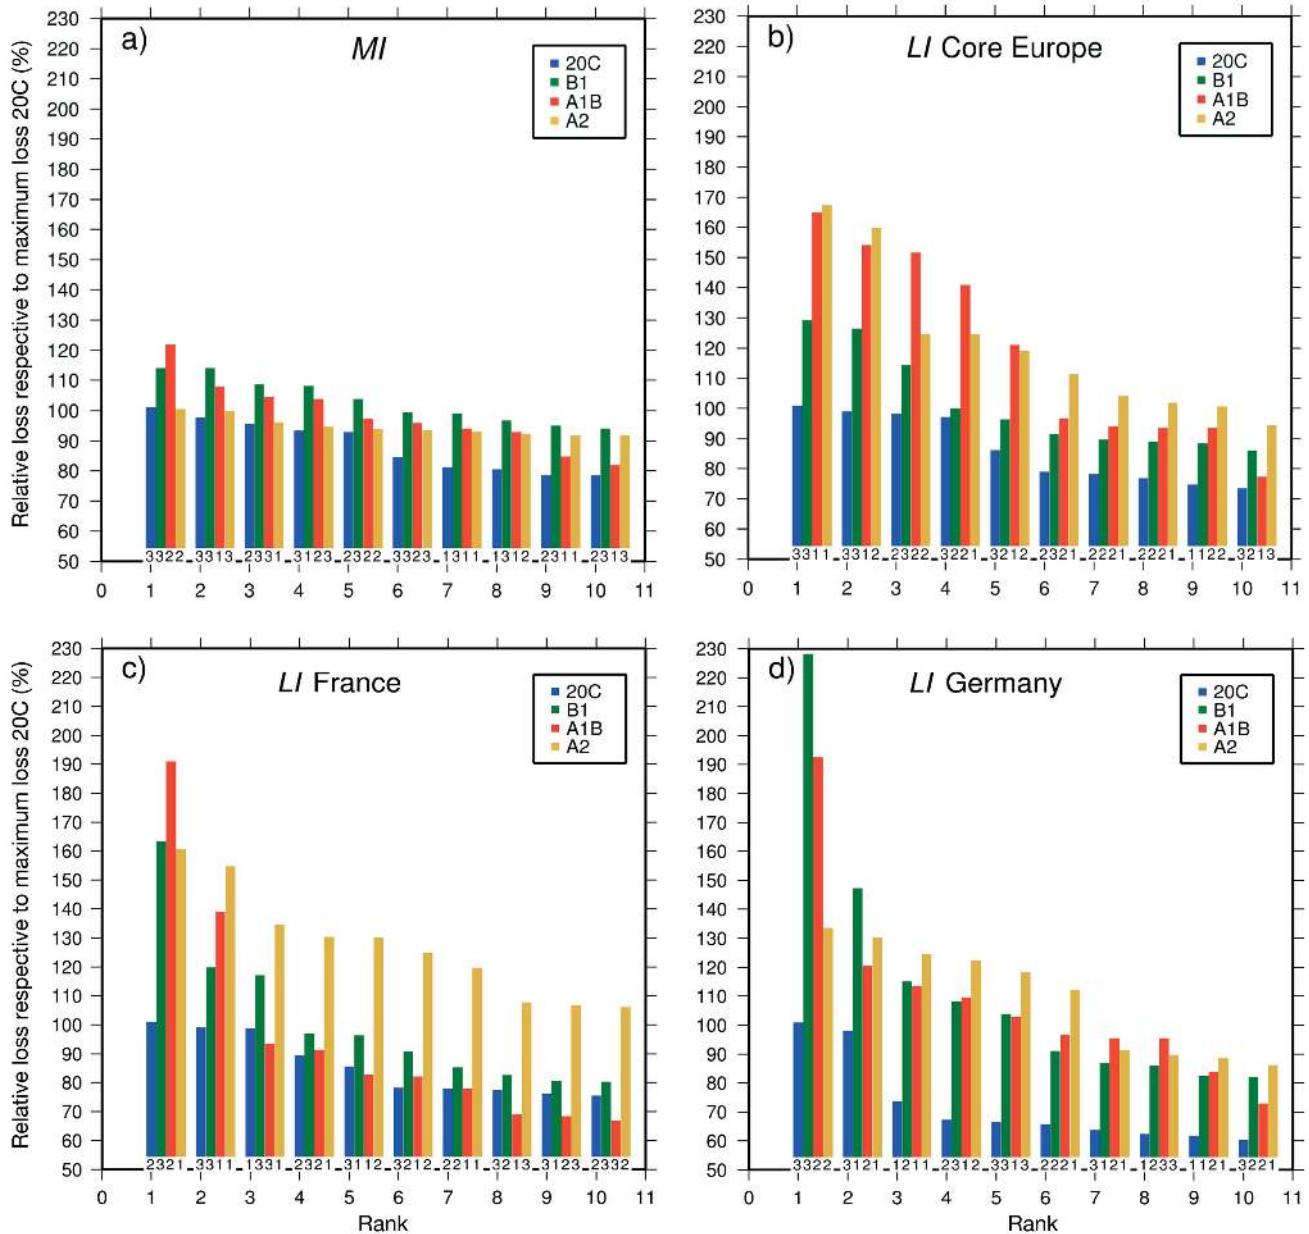 a)
MI
20C
B1
A1B
A2
Relative loss respective to maximum loss 20C (%)
230
220
210
200
190
180
170
160
150
140
130
120
110
100
90
80
70
60
50
3322 3313 2331 3123 2322 3323 1311 1312 2311 2313
0 1 2 3 4 5 6 7 8 9 10 11
b)
LI Core Europe
20C
B1
A1B
A2
230
220
210
200
190
180
170
160
150
140
130
120
110
100
90
80
70
60
50
3311 3312 2322 3221 3212 2321 2221 2221 1122 3213
0 1 2 3 4 5 6 7 8 9 10 11
c)
LI France
20C
B1
A1B
A2
Relative loss respective to maximum loss 20C (%)
230
220
210
200
190
180
170
160
150
140
130
120
110
100
90
80
70
60
50
2321 3311 1331 2321 3112 3212 2211 3213 3123 2332
0 1 2 3 4 5 6 7 8 9 10 11
Rank
d)
LI Germany
20C
B1
A1B
A2
230
220
210
200
190
180
170
160
150
140
130
120
110
100
90
80
70
60
50
3322 3121 1211 2312 3313 2221 3121 1233 1121 3221
0 1 2 3 4 5 6 7 8 9 10 11
Rank